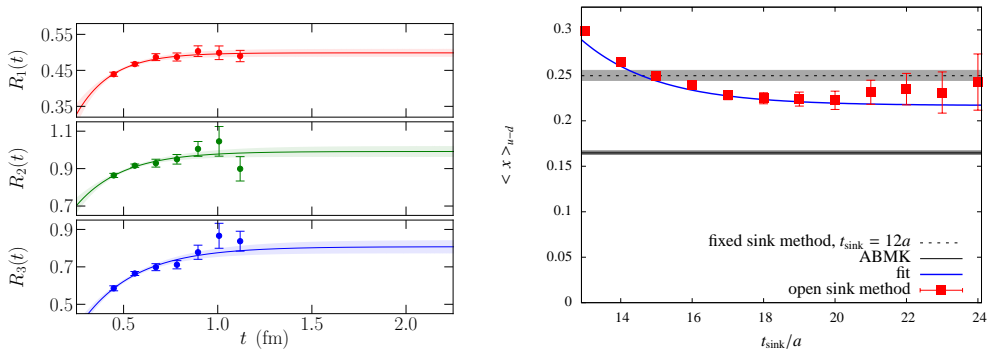 R₁(t)
0.55
0.45
0.35
R₂(t)
1.1
0.9
0.7
R₃(t)
0.9
0.7
0.5
0.5 1.0 1.5 2.0
t (fm)
< x >u−d
0.3
0.25
0.2
0.15
0.1
0.05
0
fixed sink method, tsink = 12a
ABMK
fit
open sink method
14 16 18 20 22 24
tsink/a